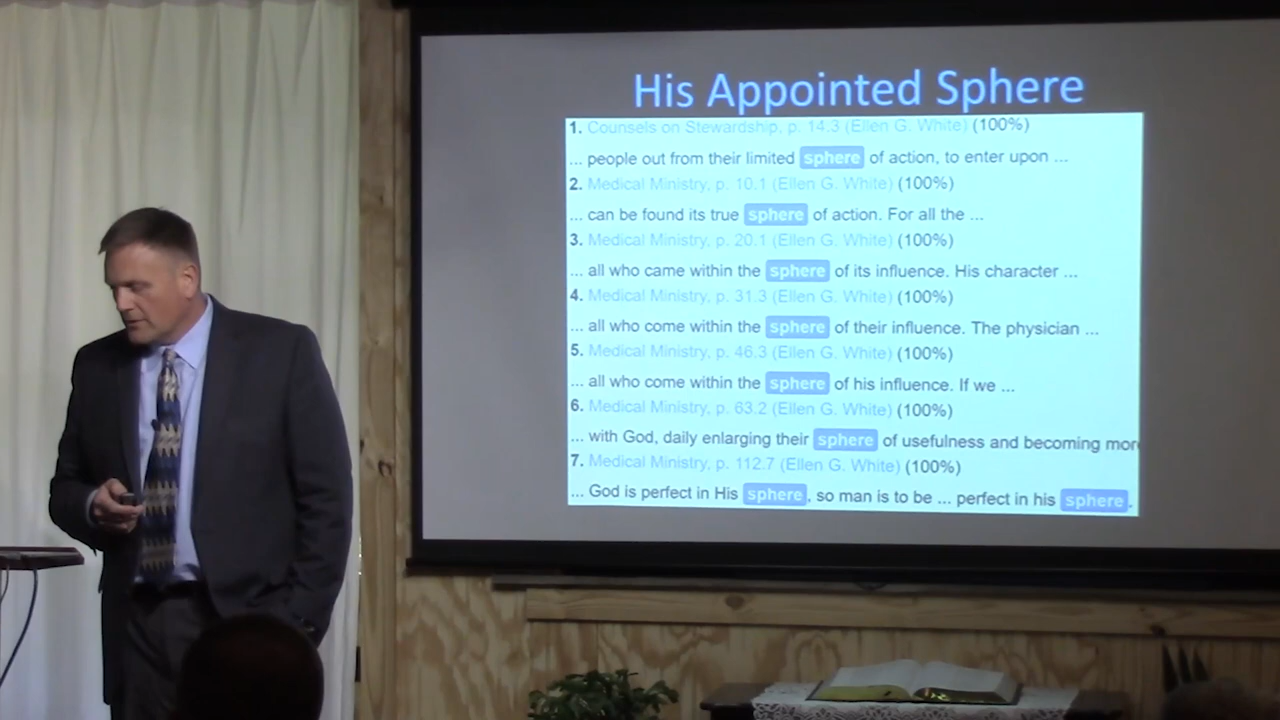 His Appointed Sphere
1. Counsels on Stewardship, p. 14.3 (Ellen G. White) (100%)
... people out from their limited sphere of action, to enter upon ...
2. Medical Ministry, p. 10.1 (Ellen G. White) (100%)
... can be found its true sphere of action. For all the ...
3. Medical Ministry, p. 20.1 (Ellen G. White) (100%)
... all who came within the sphere of its influence. His character ...
4. Medical Ministry, p. 31.3 (Ellen G. White) (100%)
... all who come within the sphere of their influence. The physician ...
5. Medical Ministry, p. 46.3 (Ellen G. White) (100%)
... all who come within the sphere of his influence. If we ...
6. Medical Ministry, p. 63.2 (Ellen G. White) (100%)
... with God, daily enlarging their sphere of usefulness and becoming mor
7. Medical Ministry, p. 112.7 (Ellen G. White) (100%)
... God is perfect in His sphere, so man is to be ... perfect in his sphere.